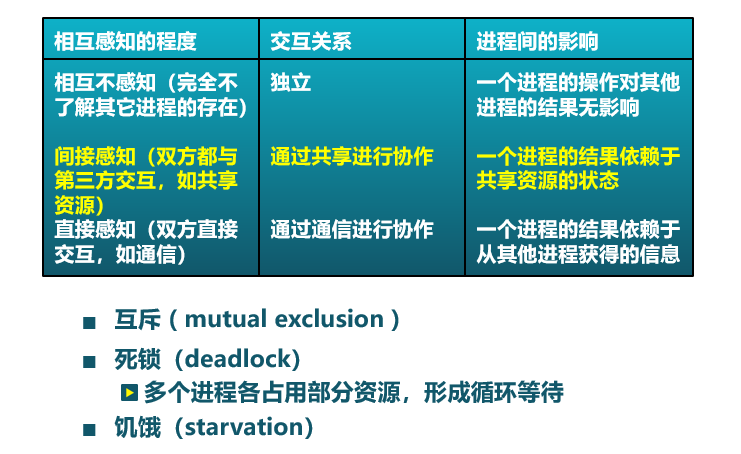 相互感知的程度 交互关系 进程间的影响
相互不感知（完全不 独立 一个进程的操作对其他
了解其它进程的存在） 进程的结果无影响
间接感知（双方都与 通过共享进行协作 一个进程的结果依赖于
第三方交互，如共享 共享资源的状态
资源）
直接感知（双方直接 通过通信进行协作 一个进程的结果依赖于
交互，如通信） 从其他进程获得的信息
■ 互斥（mutual exclusion）
■ 死锁（deadlock）
多个进程各占用部分资源，形成循环等待
■ 饥饿（starvation）